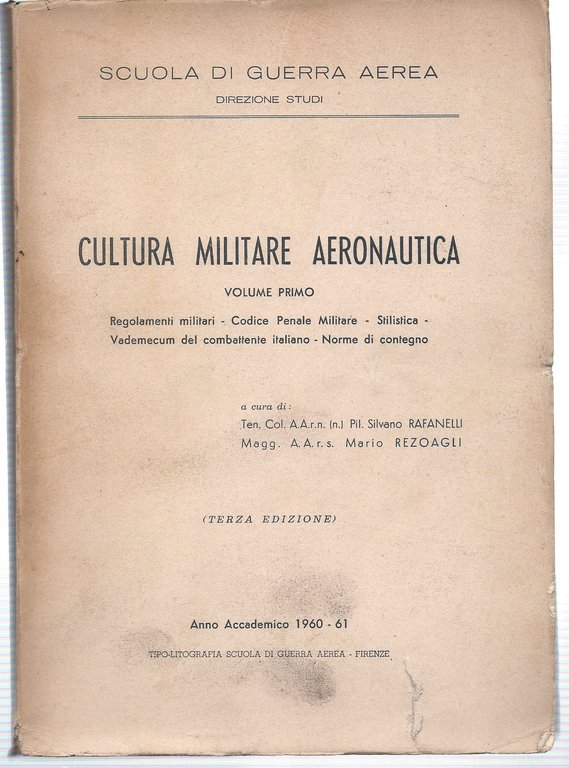 SCUOLA DI GUERRA AEREA
DIREZIONE STUDI
CULTURA MILITARE AERONAUTICA
VOLUME PRIMO
Regolamenti militari - Codice Penale Militare - Stilistica -
Vademecum del combattente italiano - Norme di contegno
a cura di:
Ten. Col. A.A.r.n. (n.) Pil. Silvano RAFANELLI
Magg. A.A.r.s. Mario REZOAGLI
(TERZA EDIZIONE)
Anno Accademico 1960 - 61
TIPO-LITOGRAFIA SCUOLA DI GUERRA AEREA - FIRENZE